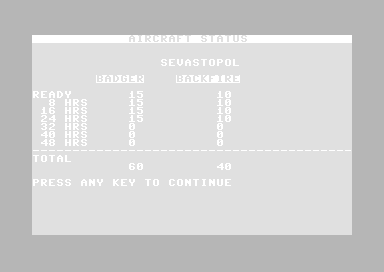 AIRCRAFT STATUS
SEVASTOPOL
BADGER BACKFIRE
READY 15 10
8 HRS 15 10
16 HRS 15 10
24 HRS 15 10
32 HRS 0 0
40 HRS 0 0
48 HRS 0 0
TOTAL
60 40
PRESS ANY KEY TO CONTINUE